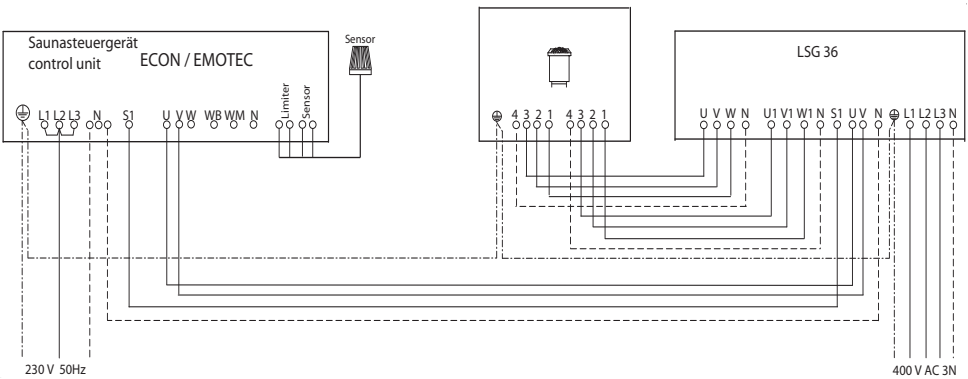 Saunasteuergerät
control unit ECON / EMOTEC
Sensor
LSG 36
Limiter
Sensor
L1 L2 L3 N S1 U V W WB WM N
4 3 2 1 4 3 2 1
U V W N U1 V1 W1 N S1 U V N L1 L2 L3 N
230 V 50Hz
400 V AC 3N